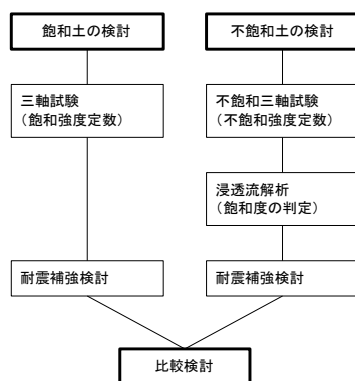 飽和土の検討
不飽和土の検討
三軸試験
（飽和強度定数）
不飽和三軸試験
（不飽和強度定数）
浸透流解析
（飽和度の判定）
耐震補強検討
耐震補強検討
比較検討